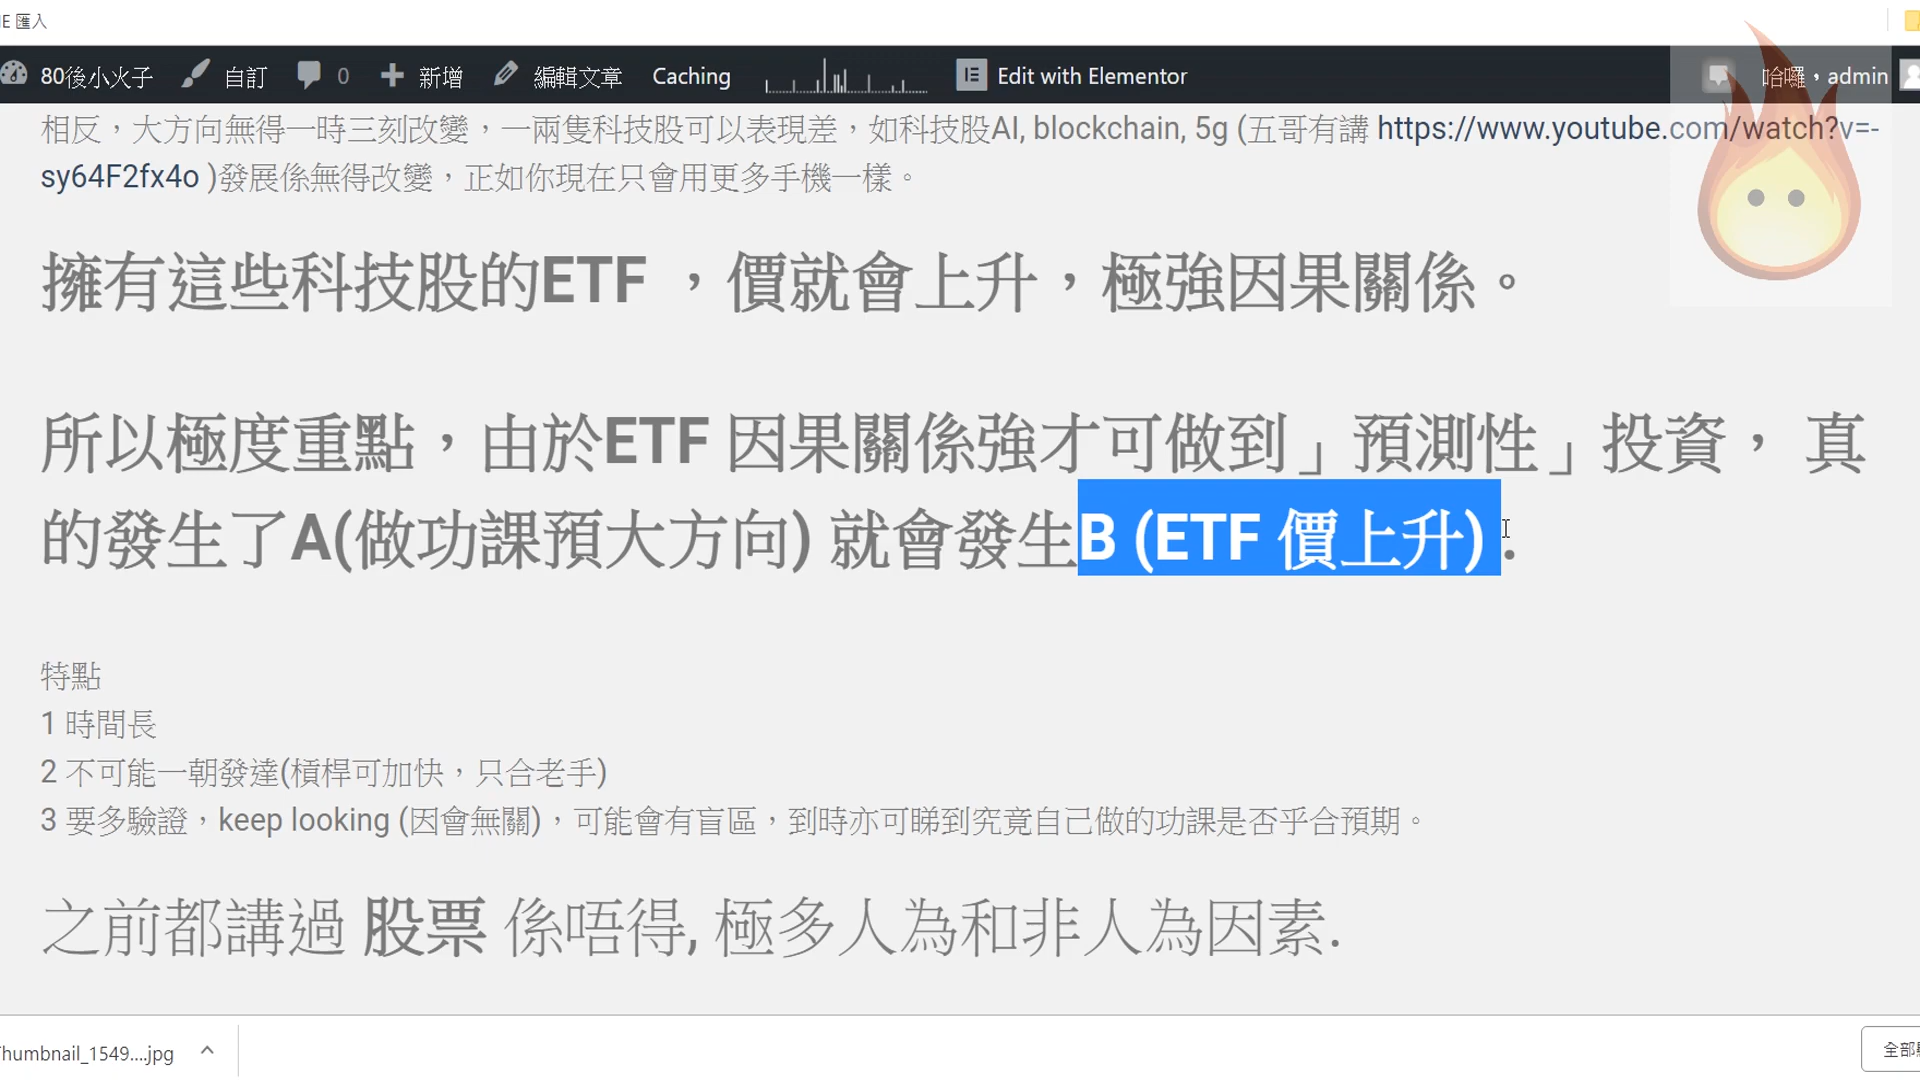 E 匯入
80後小火子 自訂 0 新增 編輯文章 Caching Edit with Elementor 哈囉，admin
相反，大方向無得一時三刻改變，一兩隻科技股可以表現差，如科技股AI, blockchain, 5g (五哥有講 https://www.youtube.com/watch?v=-
sy64F2fx4o )發展係無得改變，正如你現在只會用更多手機一樣。
擁有這些科技股的ETF ，價就會上升，極強因果關係。
所以極度重點，由於ETF 因果關係強才可做到」預測性」投資， 真
的發生了A(做功課預大方向) 就會發生B (ETF 價上升) .
特點
1 時間長
2 不可能一朝發達(槓桿可加快，只合老手)
3 要多驗證，keep looking (因會無關)，可能會有盲區，到時亦可睇到究竟自己做的功課是否乎合預期。
之前都講過 股票 係唔得, 極多人為和非人為因素.
humbnail_1549....jpg
全部